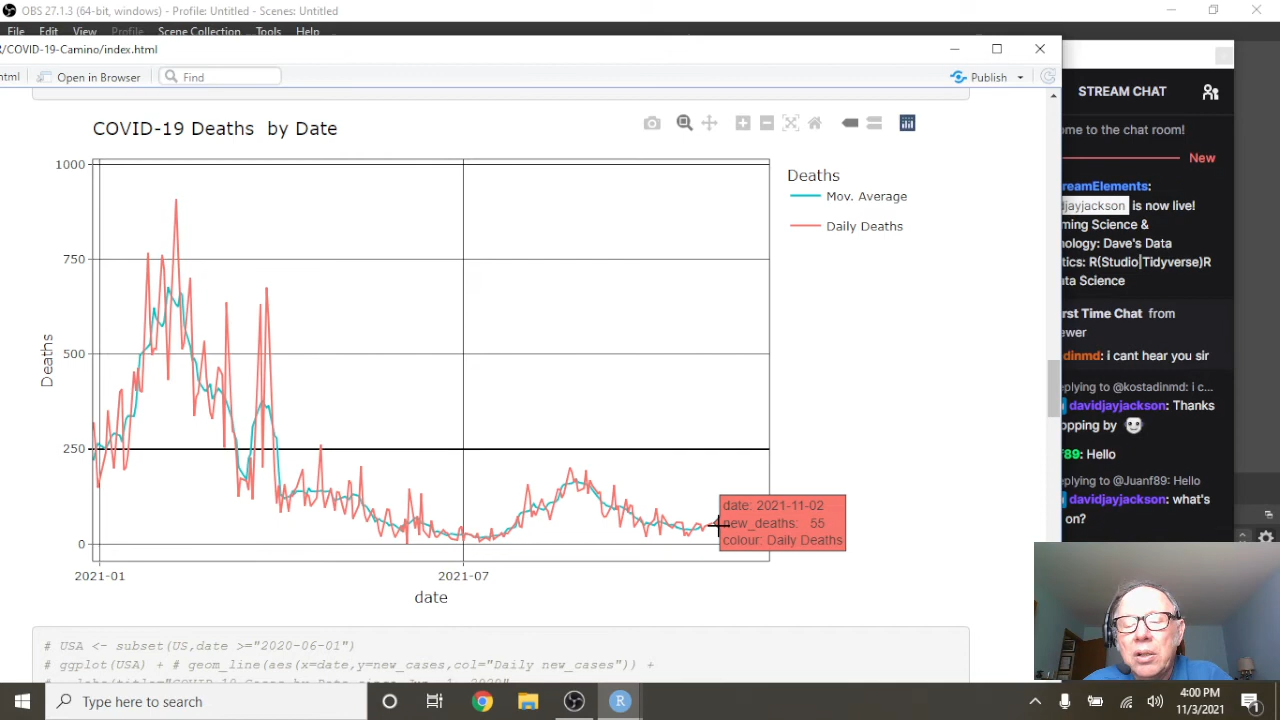 OBS 27.1.3 (64-bit, windows) - Profile: Untitled - Scenes: Untitled
File Edit View Profile Scene Collection Tools Help
/COVID-19-Camino/index.html
html Open in Browser Find Publish
COVID-19 Deaths by Date
1000
750
500
250
0
Deaths
2021-01
2021-07
date
Deaths
Mov. Average
Daily Deaths
date: 2021-11-02
new_deaths: 55
colour: Daily Deaths
# USA <- subset(US,date >="2020-06-01")
# ggplot(USA) + # geom_line(aes(x=date,y=new_cases,col="Daily new_cases")) +
STREAM CHAT
ome to the chat room!
New
reamElements:
djayjackson is now live!
ming Science &
nology: Dave's Data
tics: R(Studio|Tidyverse)R
ata Science
rst Time Chat from
ewer
dinmd: i cant hear you sir
eplying to @kostadinmd: i c...
davidjayjackson: Thanks
opping by
f89: Hello
eplying to @Juanf89: Hello
davidjayjackson: what's
on?
Type here to search
4:00 PM
11/3/2021
1